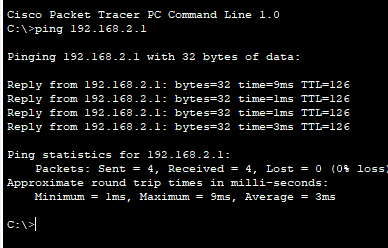 Cisco Packet Tracer PC Command Line 1.0
C:\>ping 192.168.2.1
Pinging 192.168.2.1 with 32 bytes of data:
Reply from 192.168.2.1: bytes=32 time=9ms TTL=126
Reply from 192.168.2.1: bytes=32 time=1ms TTL=126
Reply from 192.168.2.1: bytes=32 time=1ms TTL=126
Reply from 192.168.2.1: bytes=32 time=3ms TTL=126
Ping statistics for 192.168.2.1:
Packets: Sent = 4, Received = 4, Lost = 0 (0% loss)
Approximate round trip times in milli-seconds:
Minimum = 1ms, Maximum = 9ms, Average = 3ms
C:\>